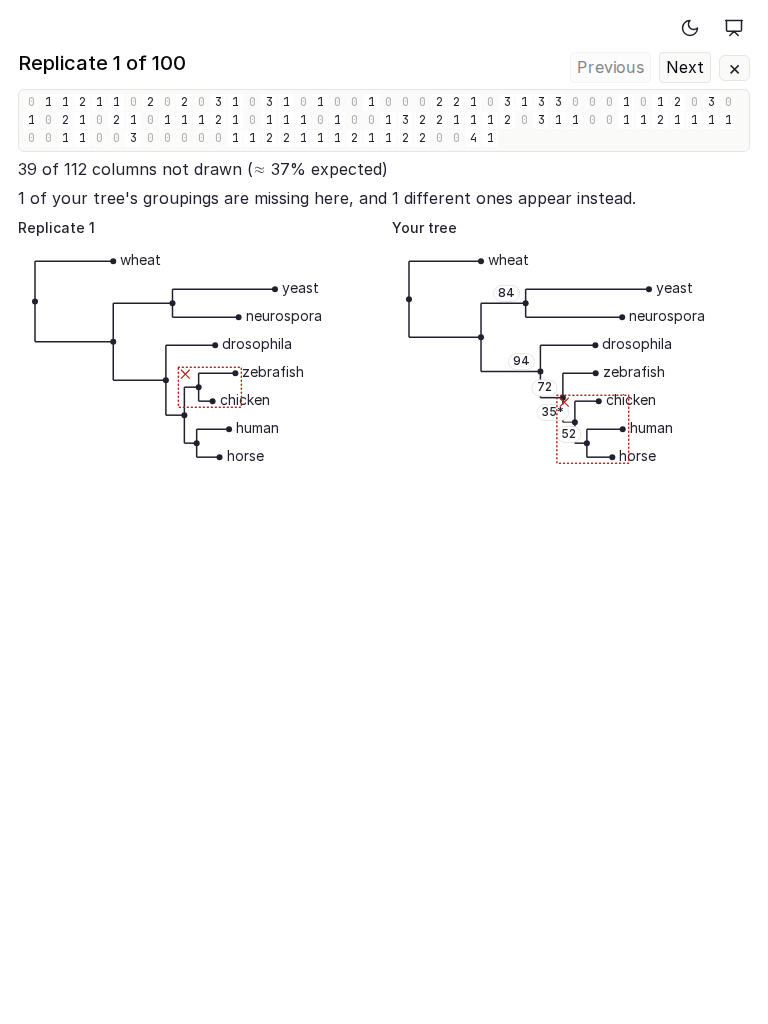 Replicate 1 of 100
Previous Next ×
0 1 1 2 1 1 0 2 0 2 0 3 1 0 3 1 0 1 0 0 1 0 0 0 2 2 1 0 3 1 3 3 0 0 0 1 0 1 2 0 3 0
1 0 2 1 0 2 1 0 1 1 1 2 1 0 1 1 1 0 1 0 0 1 3 2 2 1 1 1 2 0 3 1 1 0 0 1 1 2 1 1 1 1
0 0 1 1 0 0 3 0 0 0 0 0 1 1 2 2 1 1 1 2 1 1 2 2 0 0 4 1
39 of 112 columns not drawn (≈ 37% expected)
1 of your tree's groupings are missing here, and 1 different ones appear instead.
Replicate 1
wheat
yeast
neurospora
drosophila
zebrafish
chicken
human
horse
Your tree
wheat
84
yeast
neurospora
drosophila
94
zebrafish
72
chicken
35*
human
52
horse